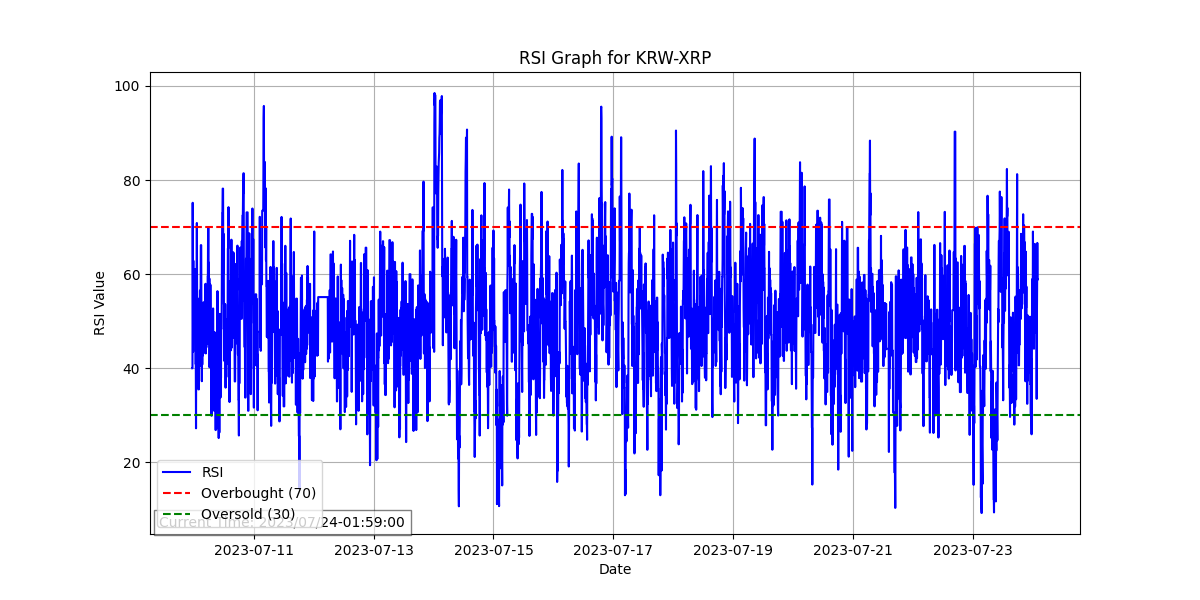 RSI Graph for KRW-XRP
RSI Value
100
80
60
40
20
RSI
Overbought (70)
Oversold (30)
Current Time: 2023/07/24-01:59:00
2023-07-11 2023-07-13 2023-07-15 2023-07-17 2023-07-19 2023-07-21 2023-07-23
Date